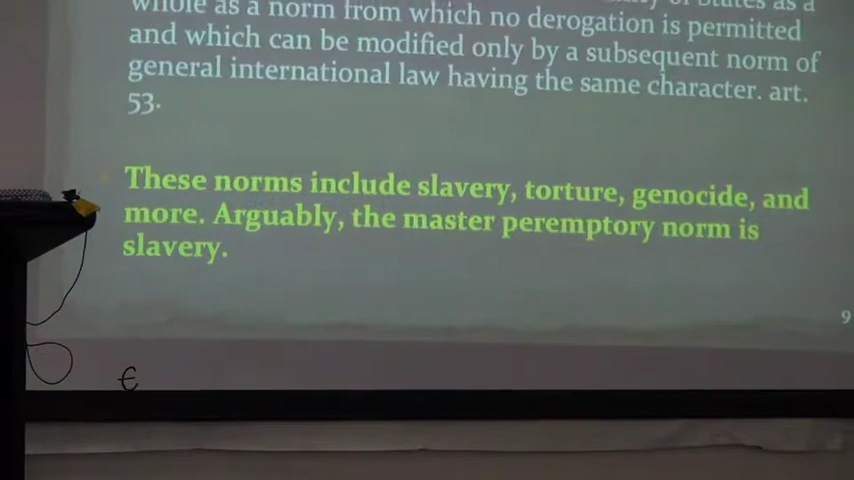 whole as a norm from which no derogation is permitted
and which can be modified only by a subsequent norm of
general international law having the same character. art.
53.
These norms include slavery, torture, genocide, and
more. Arguably, the master peremptory norm is
slavery.
9
€